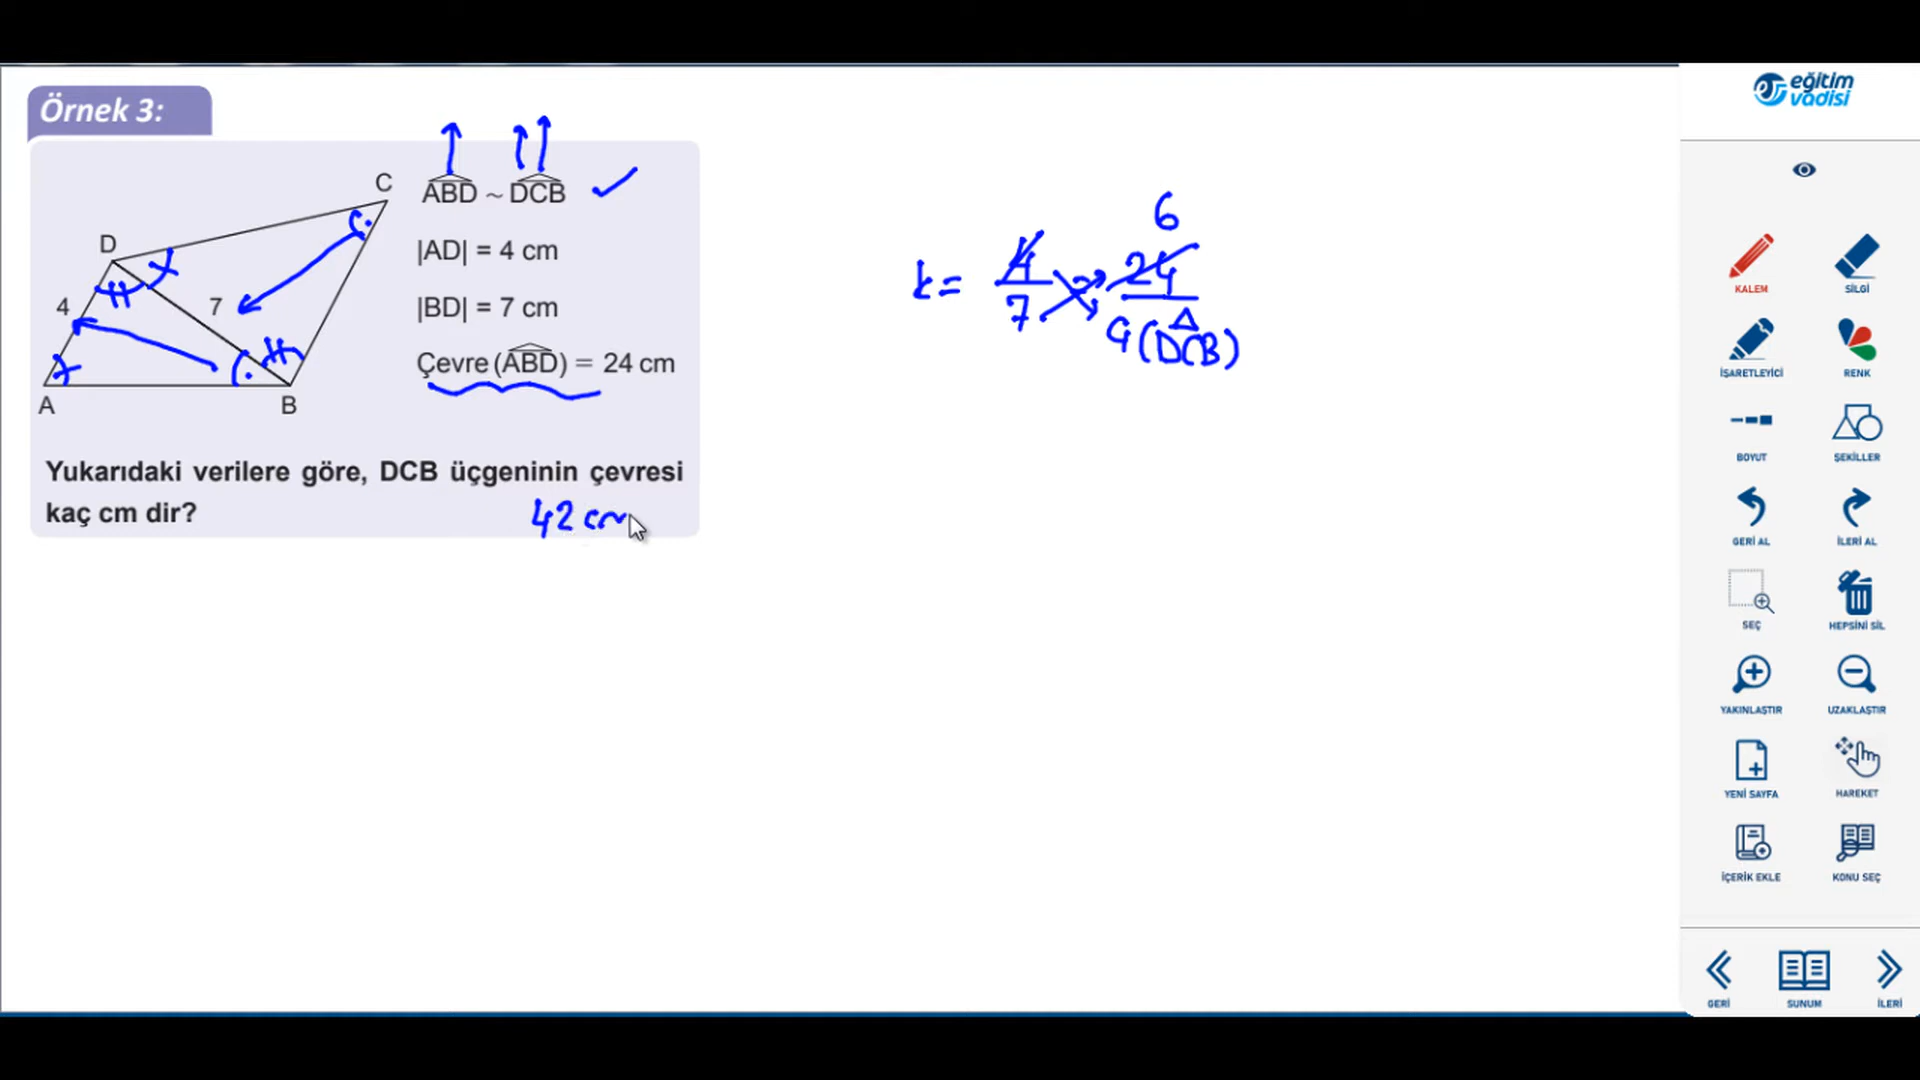 Örnek 3:
ABD ~ DCB
|AD| = 4 cm
|BD| = 7 cm
Çevre (ABD) = 24 cm
C
D
4
7
A
B
Yukarıdaki verilere göre, DCB üçgeninin çevresi
kaç cm dir?
42 cm
k = 4/7 = 24/Ç(DCB)
6
eğitim
vadisi
KALEM
SİLGİ
İŞARETLEYİCİ
RENK
BOYUT
ŞEKİLLER
GERİ AL
İLERİ AL
SEÇ
HEPSİNİ SİL
YAKINLAŞTIR
UZAKLAŞTIR
YENİ SAYFA
HAREKET
İÇERİK EKLE
KONU SEÇ
GERİ
SUNUM
İLERİ